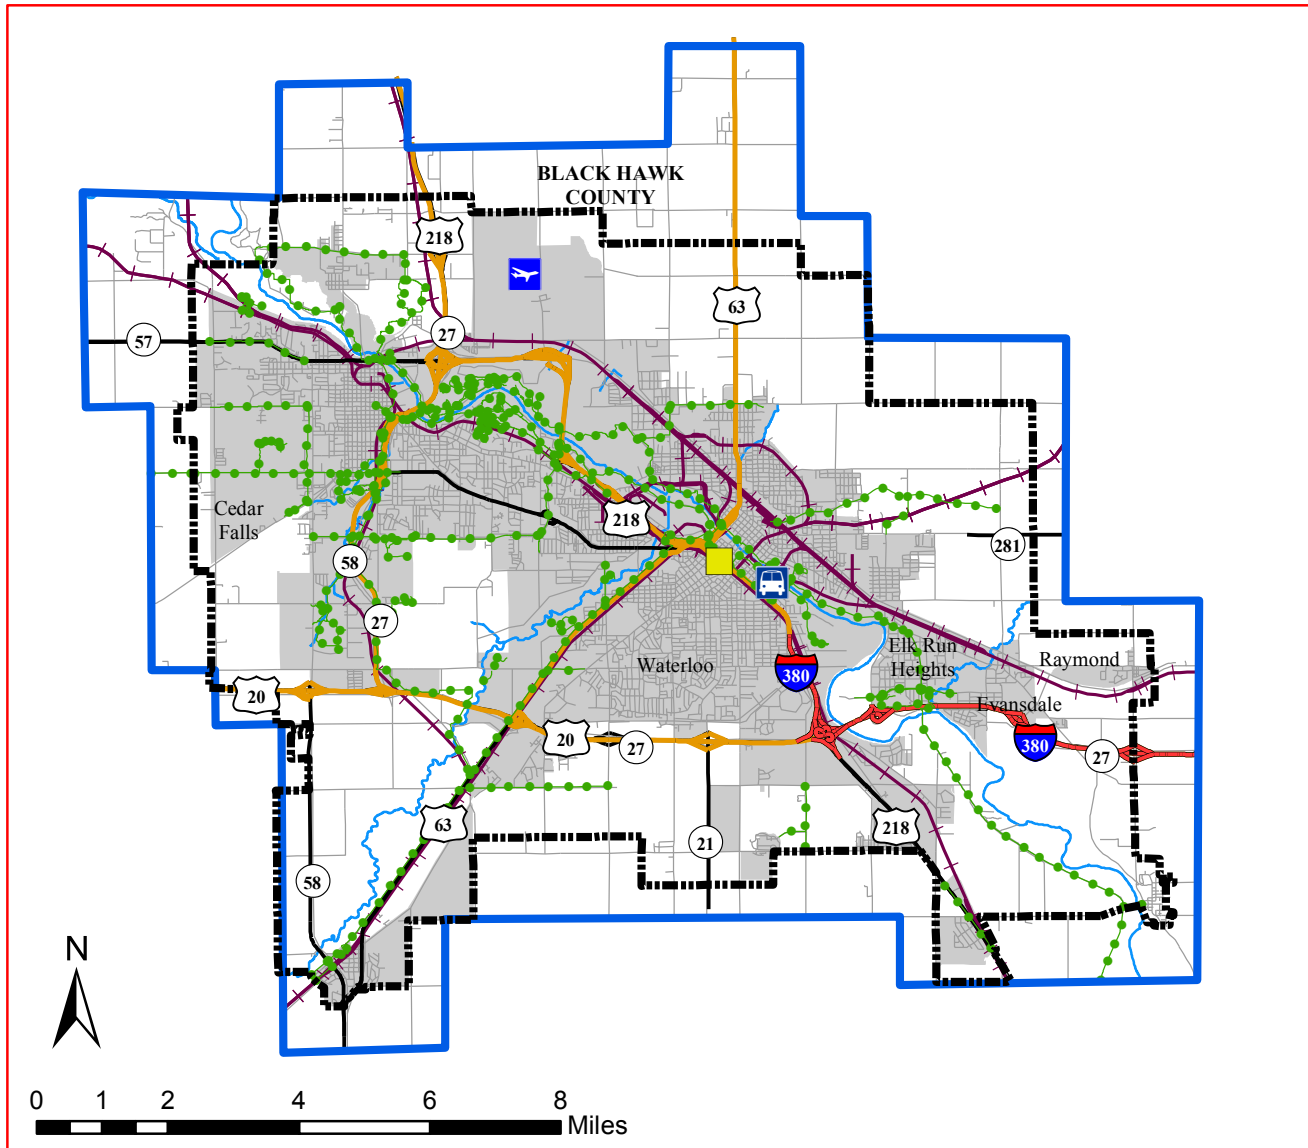 BLACK HAWK
COUNTY
218
63
27
57
Cedar
Falls
218
281
58
27
Elk Run
Heights
Raymond
Waterloo
380
20
Evansdale
20
27
380
27
63
218
21
58
N
0 1 2 4 6 8
Miles